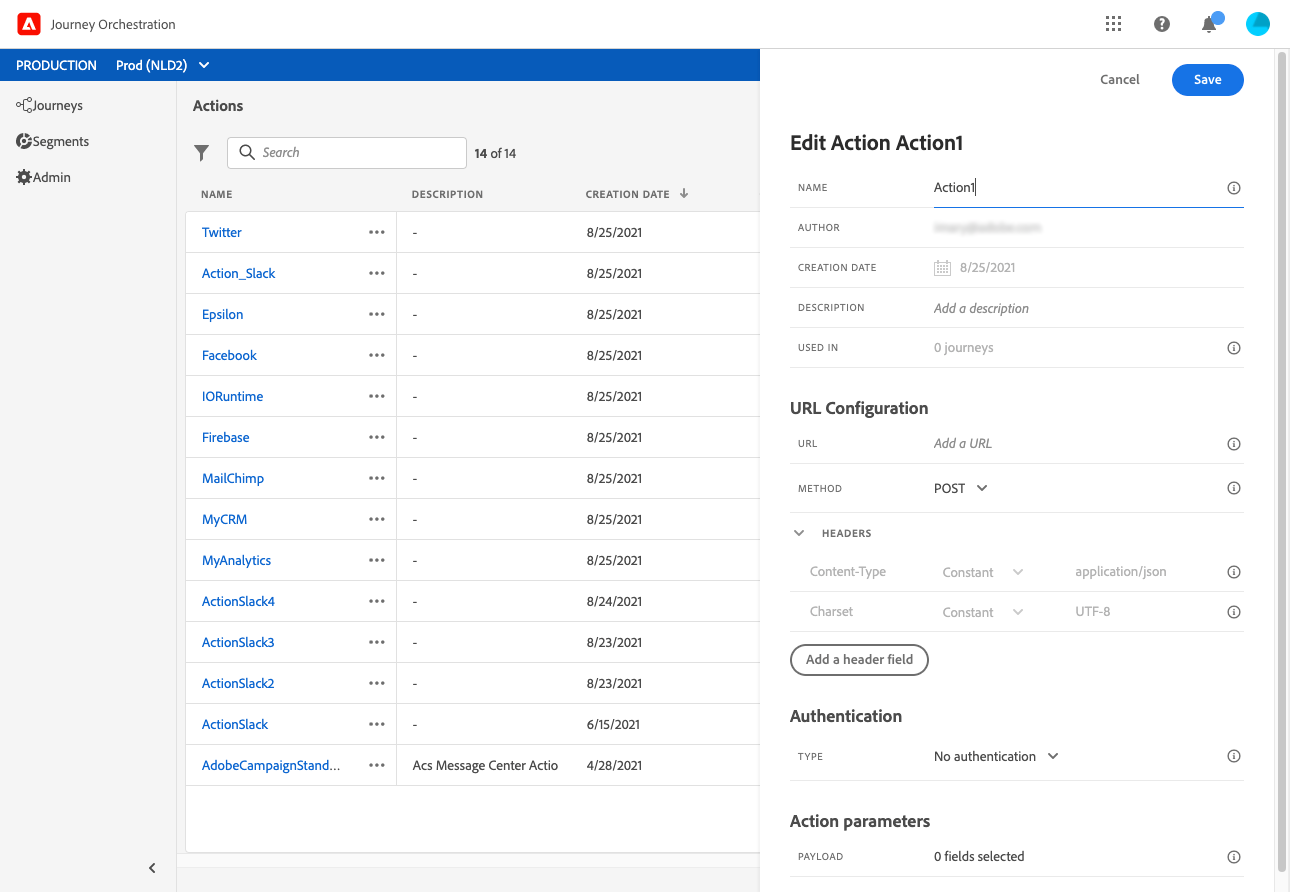 Journey Orchestration
PRODUCTION Prod (NLD2)
Journeys
Segments
Admin
Actions
Search
14 of 14
NAME DESCRIPTION CREATION DATE
Twitter - 8/25/2021
Action_Slack - 8/25/2021
Epsilon - 8/25/2021
Facebook - 8/25/2021
IORuntime - 8/25/2021
Firebase - 8/25/2021
MailChimp - 8/25/2021
MyCRM - 8/25/2021
MyAnalytics - 8/25/2021
ActionSlack4 - 8/24/2021
ActionSlack3 - 8/23/2021
ActionSlack2 - 8/23/2021
ActionSlack - 6/15/2021
AdobeCampaignStand... Acs Message Center Actio 4/28/2021
Cancel Save
Edit Action Action1
NAME Action1
AUTHOR
CREATION DATE 8/25/2021
DESCRIPTION Add a description
USED IN 0 journeys
URL Configuration
URL Add a URL
METHOD POST
HEADERS
Content-Type Constant application/json
Charset Constant UTF-8
Add a header field
Authentication
TYPE No authentication
Action parameters
PAYLOAD 0 fields selected